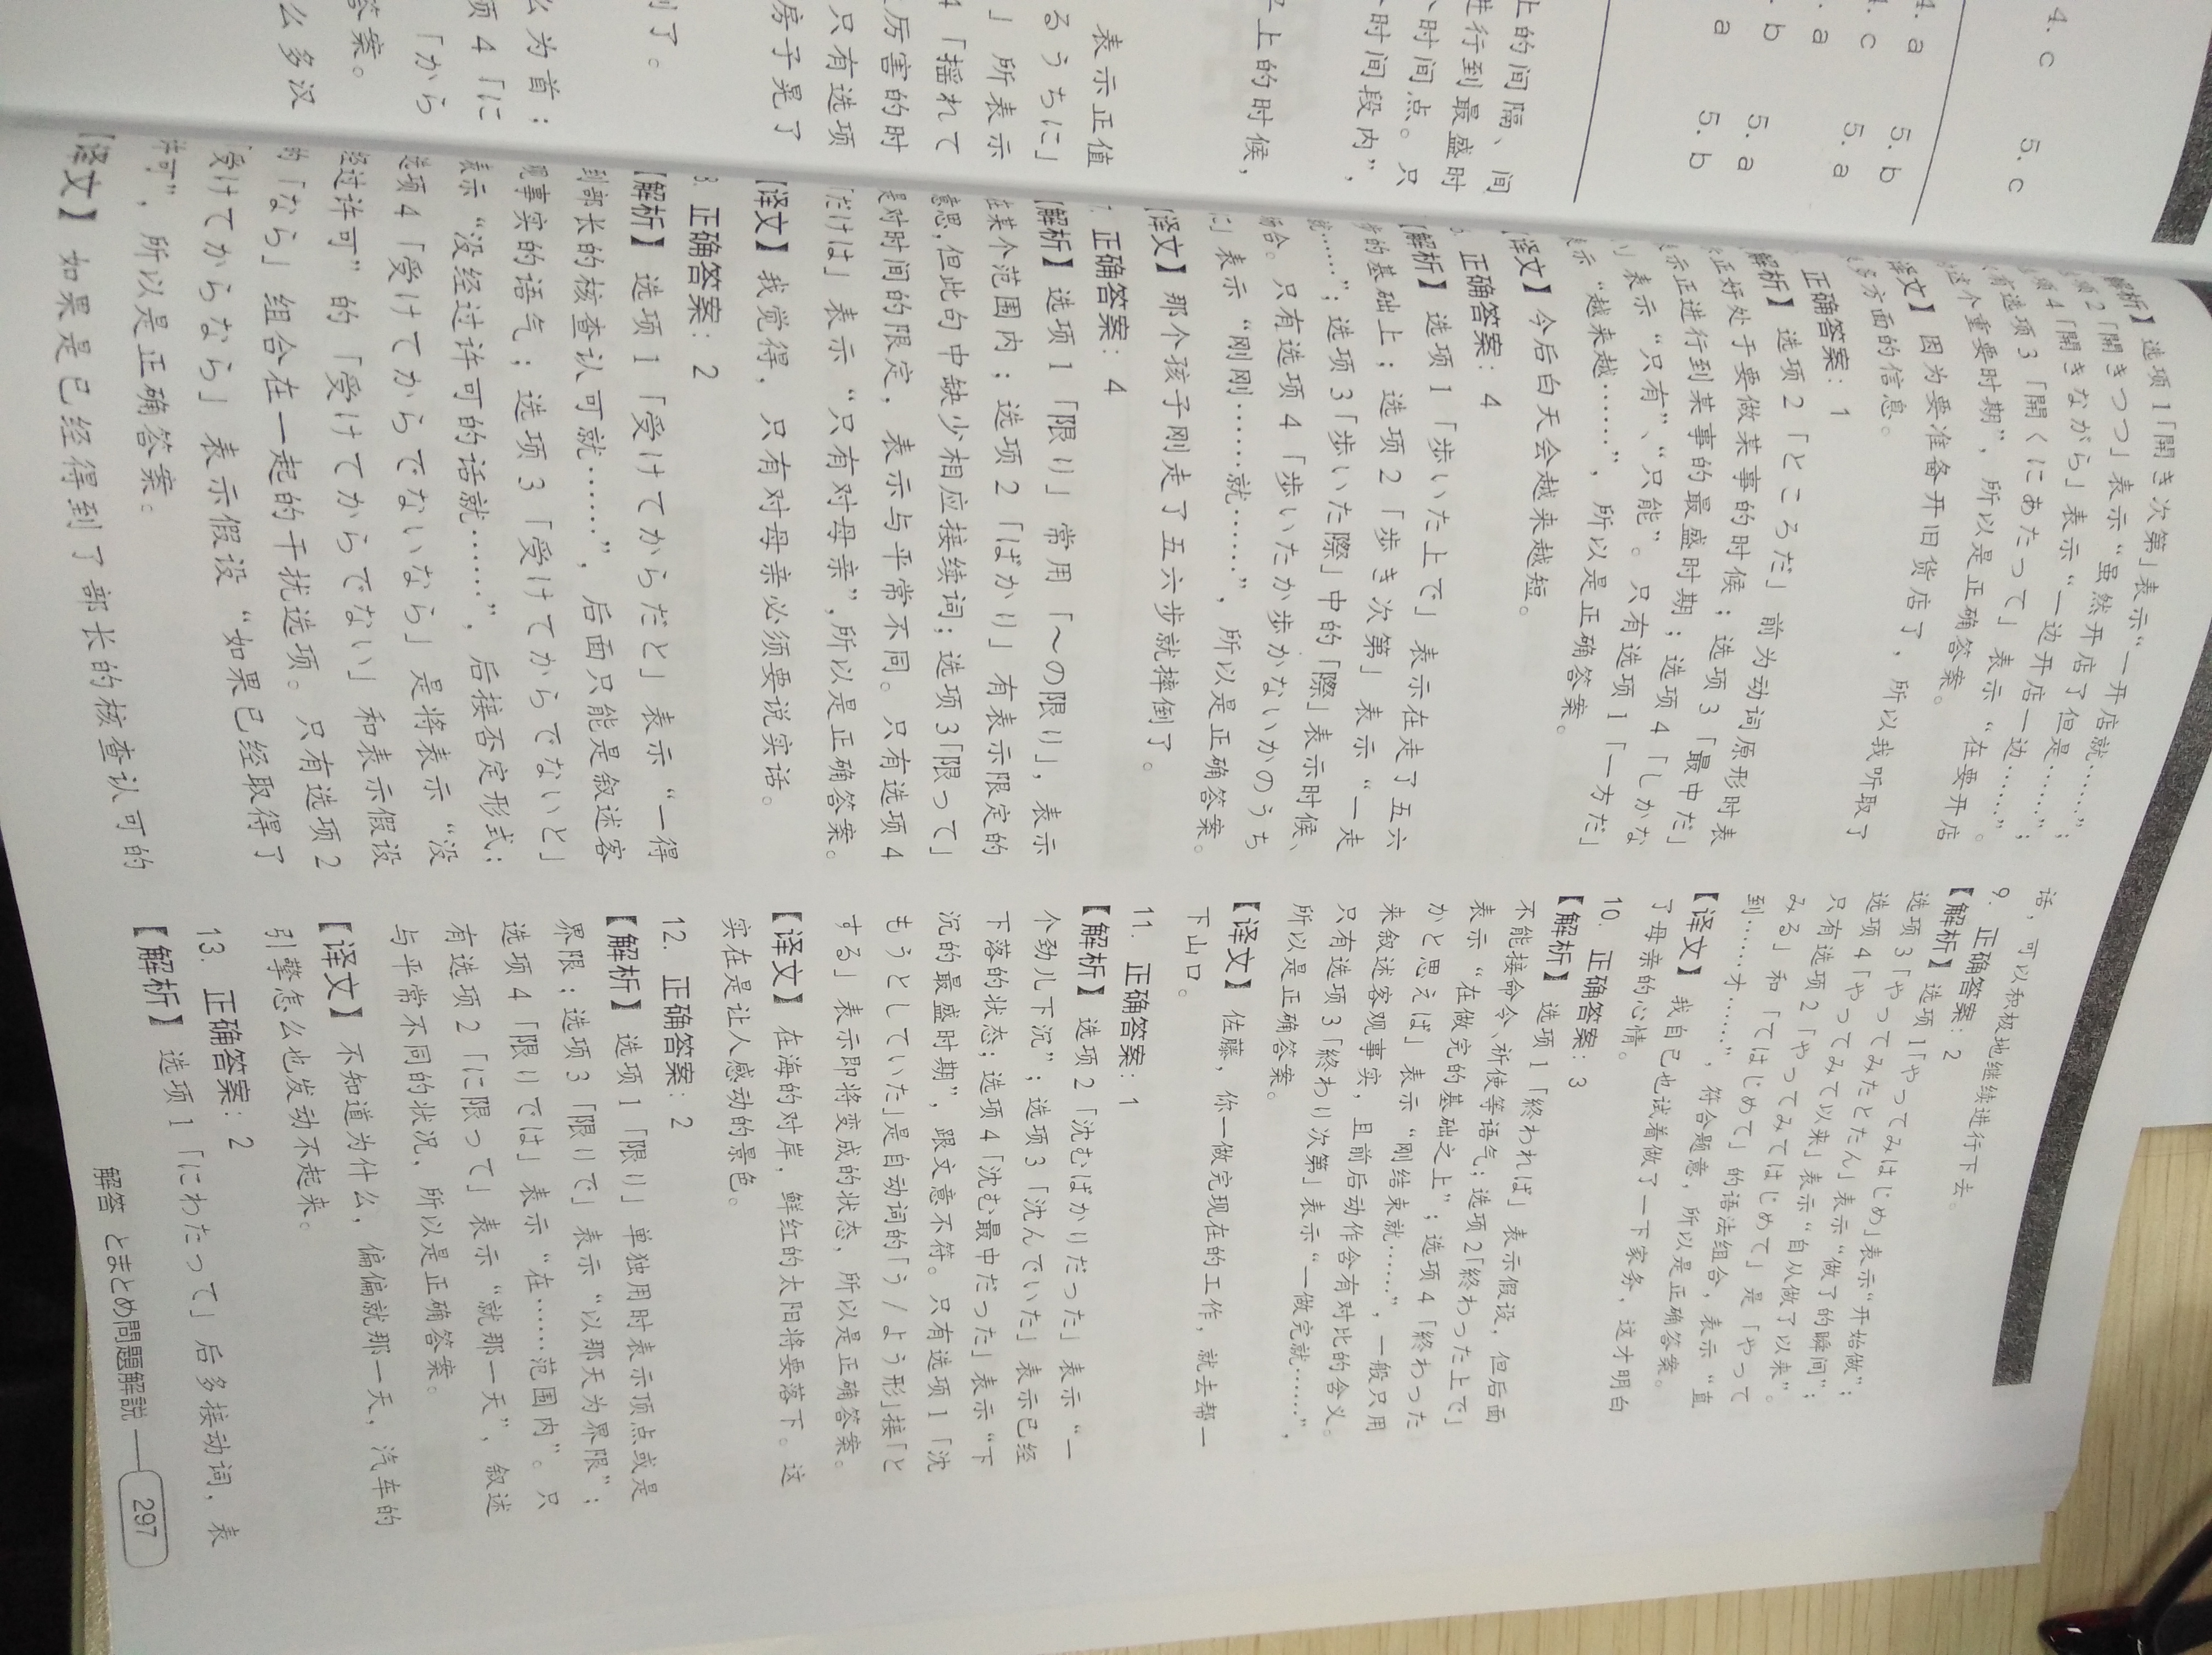 4. c 5. c
4. a 5. b
4. c 5. a
a
b 5. a
a 5. b
上的间隔、间
进行到最盛时
个时间点。只
时间段内”，
上的时候，
表示正值
るうちに」
」所表示
4「揺れて
厉害的时
只有选项
房子晃了
到了。
么为首；
项4「に
「から
答案。
么多汉
解析】选项1「開き次第」表示“一开店就……”；
项2「開きつつ」表示“虽然开店了但是……”；
项4「開きながら」表示“一边开店一边……”。
有选项3「開くにあたって」表示“在要开店
这个重要时期”，所以是正确答案。
译文】因为要准备开旧货店了，所以我听取了
多方面的信息。
正确答案：1
解析】选项2「ところだ」前为动词原形时表
正好处于要做某事的时候；选项3「最中だ」
示正进行到某事的最盛时期；选项4「しかな
い」表示“只有”、“只能”。只有选项1「一方だ」
表示“越来越……”，所以是正确答案。
【译文】今后白天会越来越短。
6. 正确答案：4
【解析】选项1「歩いた上で」表示在走了五六
步的基础上；选项2「歩き次第」表示“一走
就……”；选项3「歩いた際」中的「際」表示时候、
场合。只有选项4「歩いたか歩かないかのうち
に」表示“刚刚……就……”，所以是正确答案。
【译文】那个孩子刚走了五六步就摔倒了。
7. 正确答案：4
【解析】选项1「限り」常用「～の限り」，表示
在某个范围内；选项2「ばかり」有表示限定的
意思，但此句中缺少相应接续词；选项3「限って」
是对时间的限定，表示与平常不同。只有选项4
「だけは」表示“只有对母亲”，所以是正确答案。
【译文】我觉得，只有对母亲必须要说实话。
8. 正确答案：2
【解析】选项1「受けてからだと」表示“一得
到部长的核查认可就……”，后面只能是叙述客
观事实的语气；选项3「受けてからでないと」
表示“没经过许可的话就……”，后接否定形式；
选项4「受けてからでないなら」是将表示“没
经过许可”的「受けてからでない」和表示假设
的「なら」组合在一起的干扰选项。只有选项2
「受けてからなら」表示假设“如果已经取得了
许可”，所以是正确答案。
【译文】如果是已经得到了部长的核查认可的
话，可以积极地继续进行下去。
9. 正确答案：2
【解析】选项1「やってみはじめ」表示“开始做”；
选项3「やってみたとたん」表示“做了的瞬间”；
选项4「やってみて以来」表示“自从做了以来”。
只有选项2「やってみてはじめて」是「やって
みる」和「てはじめて」的语法组合，表示“直
到……才……”，符合题意，所以是正确答案。
【译文】我自己也试着做了一下家务，这才明白
了母亲的心情。
10. 正确答案：3
【解析】选项1「終われば」表示假设，但后面
不能接命令、祈使等语气；选项2「終わった上で」
表示“在做完的基础之上”；选项4「終わった
かと思えば」表示“刚结束就……”，一般只用
来叙述客观事实，且前后动作含有对比的含义。
只有选项3「終わり次第」表示“一做完就……”，
所以是正确答案。
【译文】佐藤，你一做完现在的工作，就去帮一
下山口。
11. 正确答案：1
【解析】选项2「沈むばかりだった」表示“一
个劲儿下沉”；选项3「沈んでいた」表示已经
下落的状态；选项4「沈む最中だった」表示“下
沉的最盛时期”，跟文意不符。只有选项1「沈
もうとしていた」是自动词的「う/よう形」接「と
する」表示即将变成的状态，所以是正确答案。
【译文】在海的对岸，鲜红的太阳将要落下。这
实在是让人感动的景色。
12. 正确答案：2
【解析】选项1「限り」单独用时表示顶点或是
界限；选项3「限りで」表示“以那天为界限”；
选项4「限りでは」表示“在……范围内”。只
有选项2「に限って」表示“就那一天”，叙述
与平常不同的状况，所以是正确答案。
【译文】不知道为什么，偏偏就那一天，汽车的
引擎怎么也发动不起来。
13. 正确答案：2
【解析】选项1「にわたって」后多接动词，表
解答 とまとめ問題解説 297